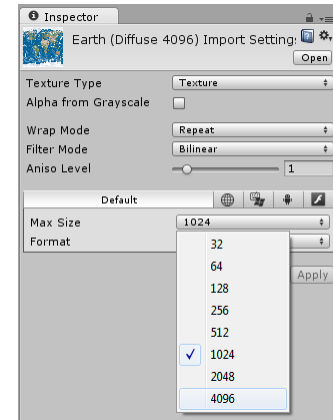 Inspector
Earth (Diffuse 4096) Import Setting:
Open
Texture Type Texture
Alpha from Grayscale
Wrap Mode Repeat
Filter Mode Bilinear
Aniso Level 1
Default
Max Size 1024
Format
32
64
128
256
512
1024
2048
4096
Apply